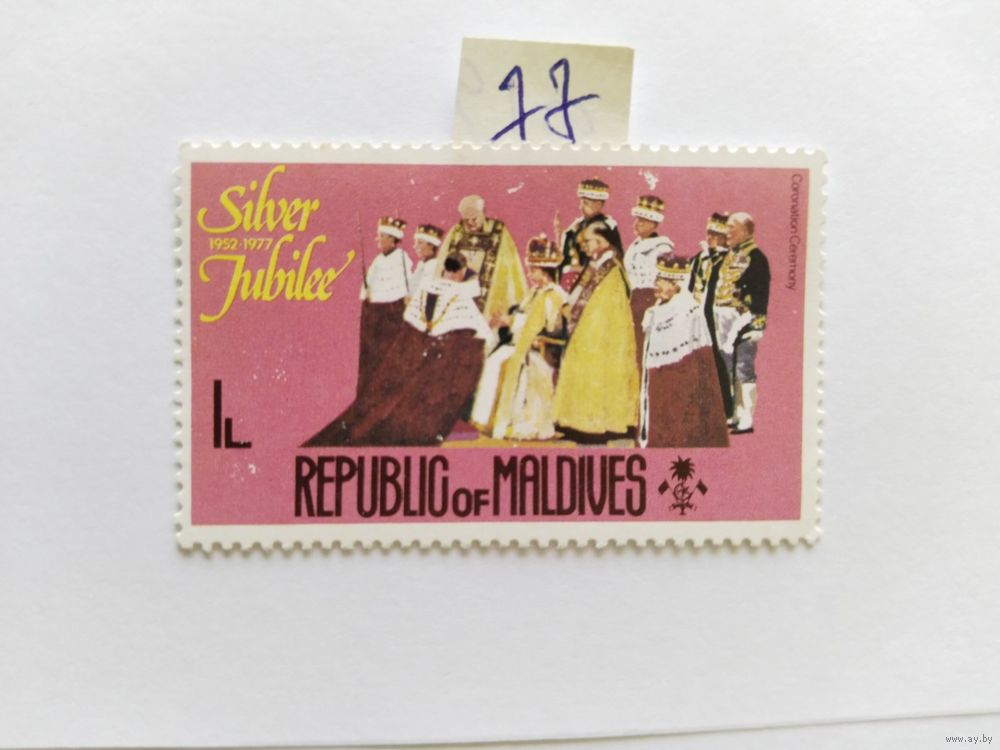 77
Silver
1952-1977
Jubilee
Coronation Ceremony
1L
REPUBLIC OF MALDIVES
www.ay.by